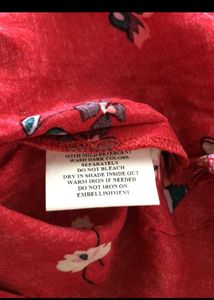 WITH MILD DETERGENT
WASH DARK COLORS
SEPARATELY
DO NOT BLEACH
DRY IN SHADE INSIDE OUT
WARM IRON IF NEEDED
DO NOT IRON ON
EMBELLISHMENT